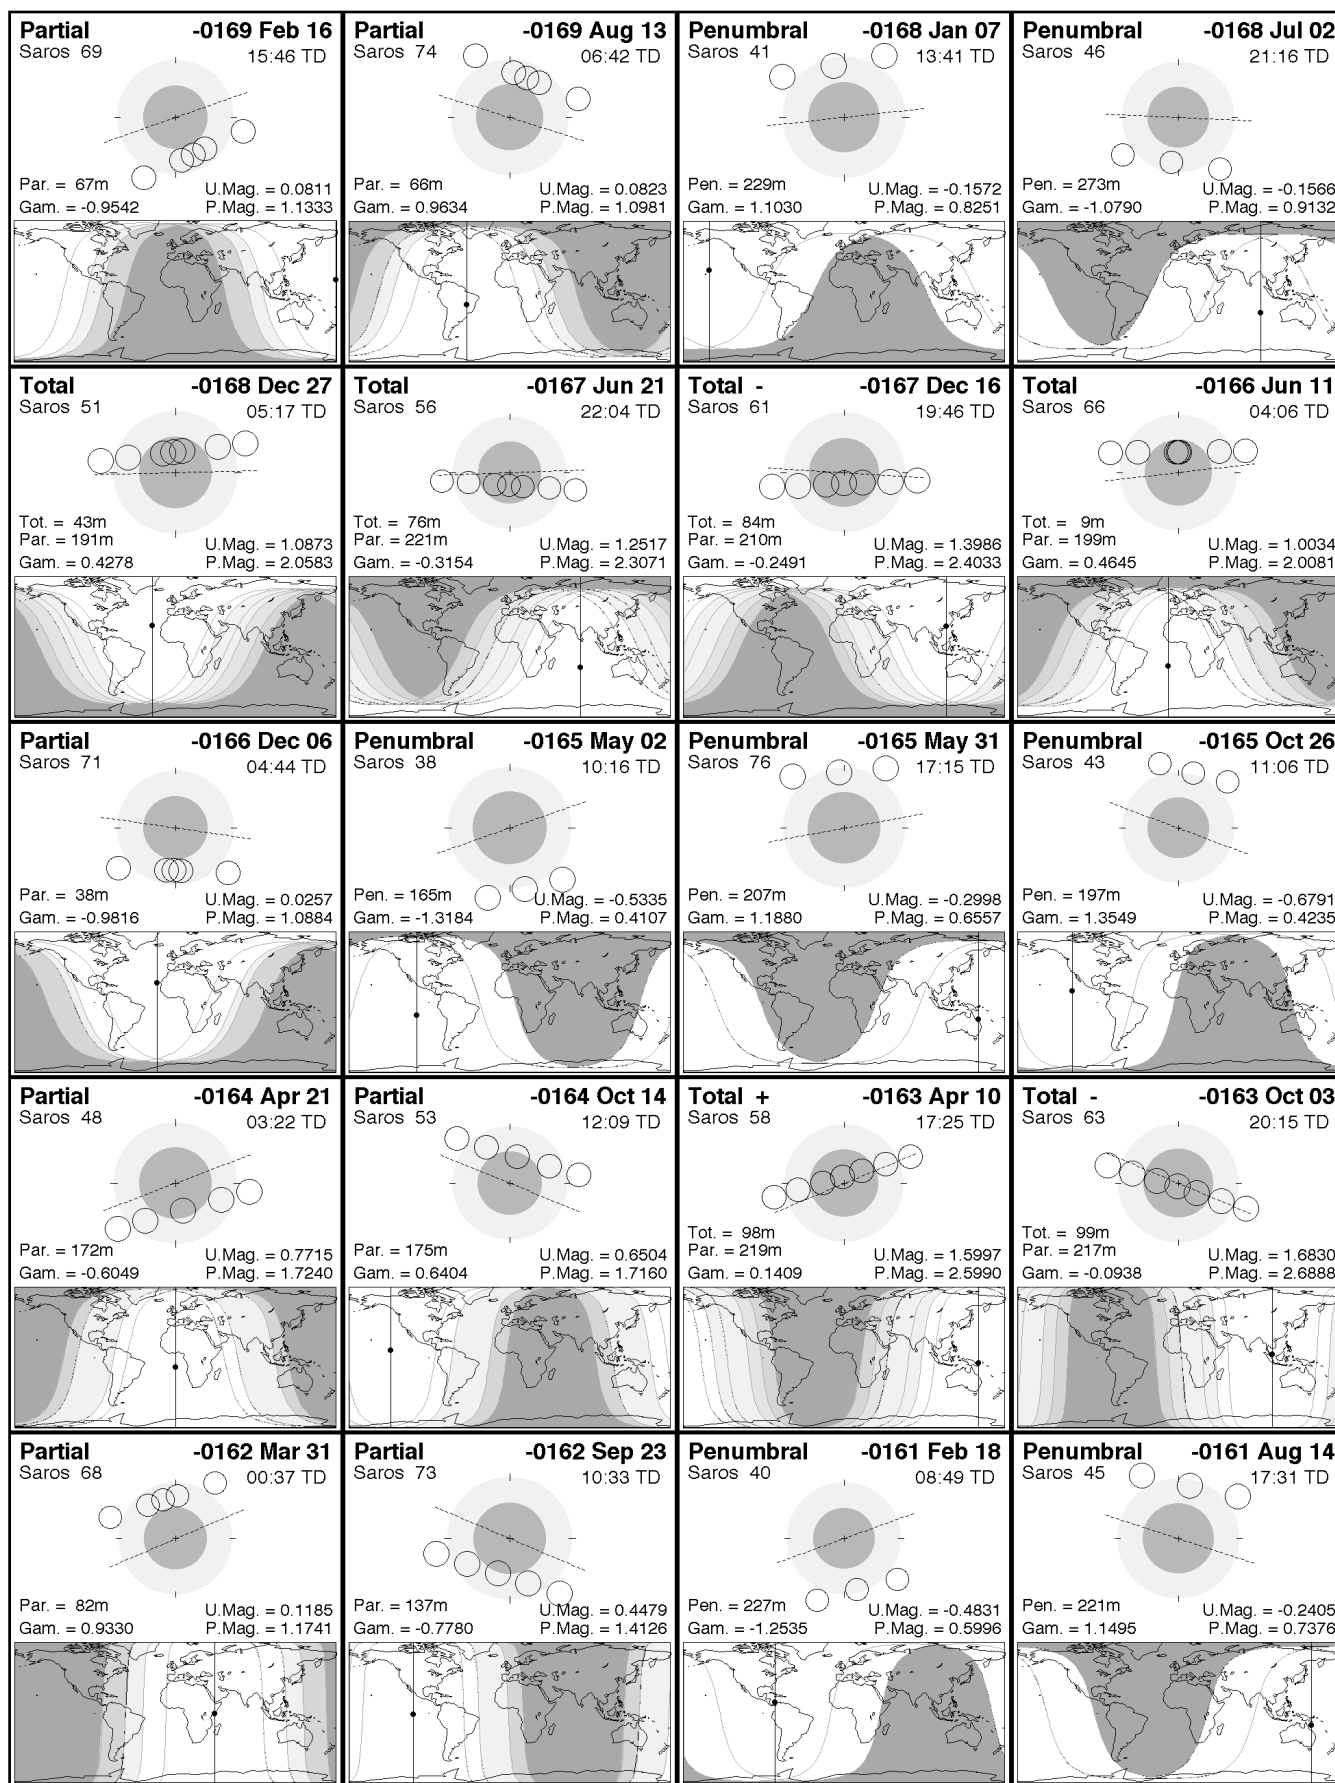 Partial -0169 Feb 16
Saros 69 15:46 TD
Par. = 67m U.Mag. = 0.0811
Gam. = -0.9542 P.Mag. = 1.1333
Partial -0169 Aug 13
Saros 74 06:42 TD
Par. = 66m U.Mag. = 0.0823
Gam. = 0.9634 P.Mag. = 1.0981
Penumbral -0168 Jan 07
Saros 41 13:41 TD
Pen. = 229m U.Mag. = -0.1572
Gam. = 1.1030 P.Mag. = 0.8251
Penumbral -0168 Jul 02
Saros 46 21:16 TD
Pen. = 273m U.Mag. = -0.1566
Gam. = -1.0790 P.Mag. = 0.9132
Total -0168 Dec 27
Saros 51 05:17 TD
Tot. = 43m
Par. = 191m U.Mag. = 1.0873
Gam. = 0.4278 P.Mag. = 2.0583
Total -0167 Jun 21
Saros 56 22:04 TD
Tot. = 76m
Par. = 221m U.Mag. = 1.2517
Gam. = -0.3154 P.Mag. = 2.3071
Total - -0167 Dec 16
Saros 61 19:46 TD
Tot. = 84m
Par. = 210m U.Mag. = 1.3986
Gam. = -0.2491 P.Mag. = 2.4033
Total -0166 Jun 11
Saros 66 04:06 TD
Tot. = 9m
Par. = 199m U.Mag. = 1.0034
Gam. = 0.4645 P.Mag. = 2.0081
Partial -0166 Dec 06
Saros 71 04:44 TD
Par. = 38m U.Mag. = 0.0257
Gam. = -0.9816 P.Mag. = 1.0884
Penumbral -0165 May 02
Saros 38 10:16 TD
Pen. = 165m U.Mag. = -0.5335
Gam. = -1.3184 P.Mag. = 0.4107
Penumbral -0165 May 31
Saros 76 17:15 TD
Pen. = 207m U.Mag. = -0.2998
Gam. = 1.1880 P.Mag. = 0.6557
Penumbral -0165 Oct 26
Saros 43 11:06 TD
Pen. = 197m U.Mag. = -0.6791
Gam. = 1.3549 P.Mag. = 0.4235
Partial -0164 Apr 21
Saros 48 03:22 TD
Par. = 172m U.Mag. = 0.7715
Gam. = -0.6049 P.Mag. = 1.7240
Partial -0164 Oct 14
Saros 53 12:09 TD
Par. = 175m U.Mag. = 0.6504
Gam. = 0.6404 P.Mag. = 1.7160
Total + -0163 Apr 10
Saros 58 17:25 TD
Tot. = 98m
Par. = 219m U.Mag. = 1.5997
Gam. = 0.1409 P.Mag. = 2.5990
Total - -0163 Oct 03
Saros 63 20:15 TD
Tot. = 99m
Par. = 217m U.Mag. = 1.6830
Gam. = -0.0938 P.Mag. = 2.6888
Partial -0162 Mar 31
Saros 68 00:37 TD
Par. = 82m U.Mag. = 0.1185
Gam. = 0.9330 P.Mag. = 1.1741
Partial -0162 Sep 23
Saros 73 10:33 TD
Par. = 137m U.Mag. = 0.4479
Gam. = -0.7780 P.Mag. = 1.4126
Penumbral -0161 Feb 18
Saros 40 08:49 TD
Pen. = 227m U.Mag. = -0.4831
Gam. = -1.2535 P.Mag. = 0.5996
Penumbral -0161 Aug 14
Saros 45 17:31 TD
Pen. = 221m U.Mag. = -0.2405
Gam. = 1.1495 P.Mag. = 0.7376